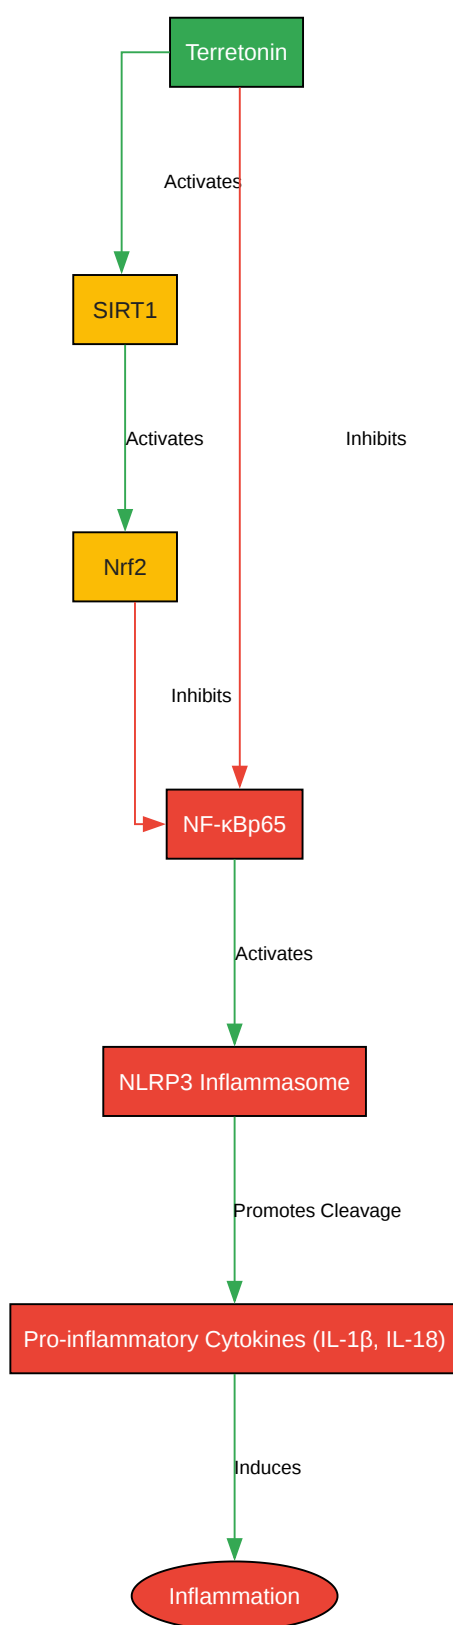 Terretonin
Activates
SIRT1
Activates
Inhibits
Nrf2
Inhibits
NF-κBp65
Activates
NLRP3 Inflammasome
Promotes Cleavage
Pro-inflammatory Cytokines (IL-1β, IL-18)
Induces
Inflammation